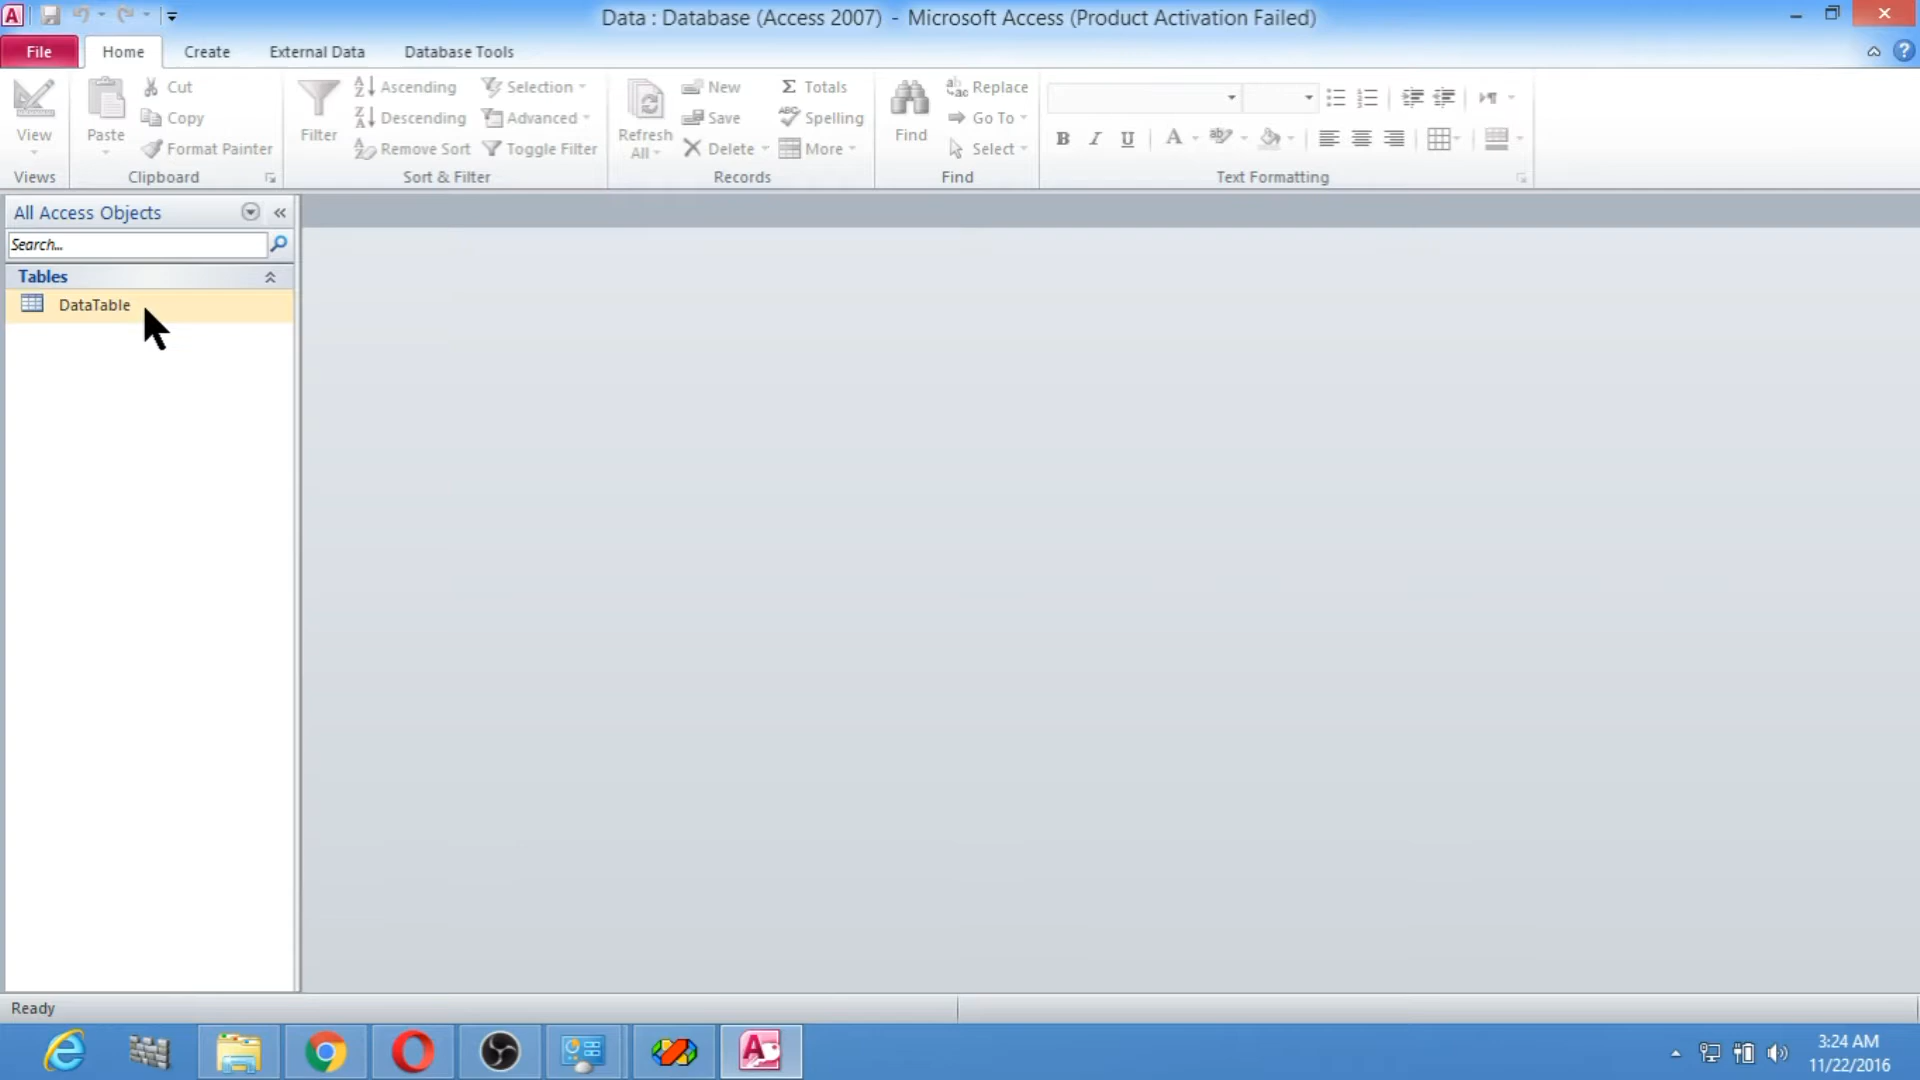 Data : Database (Access 2007) - Microsoft Access (Product Activation Failed)
File Home Create External Data Database Tools
View
Views
Paste
Cut
Copy
Format Painter
Clipboard
Filter
Ascending
Descending
Remove Sort
Selection
Advanced
Toggle Filter
Sort & Filter
Refresh
All
New
Save
Delete
Totals
Spelling
More
Records
Find
Replace
Go To
Select
Find
B I U A
Text Formatting
All Access Objects
Search...
Tables
DataTable
Ready
3:24 AM
11/22/2016